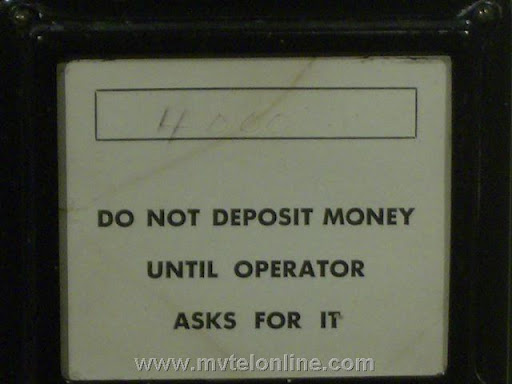 DO NOT DEPOSIT MONEY
UNTIL OPERATOR
ASKS FOR IT
www.mvtelonline.com